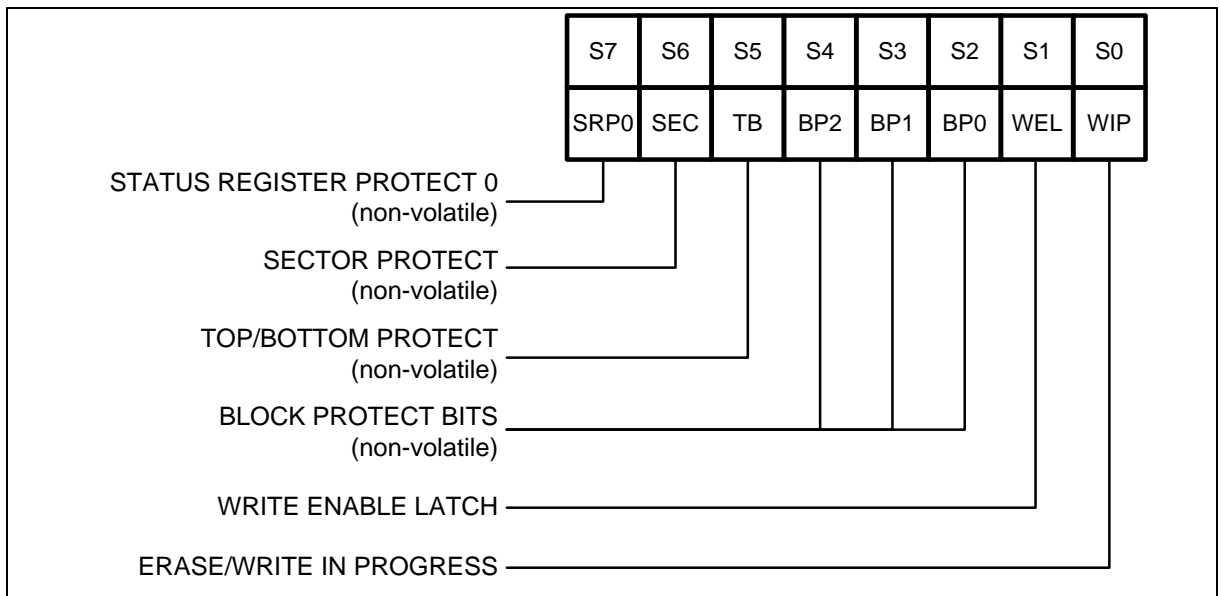 S7 S6 S5 S4 S3 S2 S1 S0
SRP0 SEC TB BP2 BP1 BP0 WEL WIP
STATUS REGISTER PROTECT 0
(non-volatile)
SECTOR PROTECT
(non-volatile)
TOP/BOTTOM PROTECT
(non-volatile)
BLOCK PROTECT BITS
(non-volatile)
WRITE ENABLE LATCH
ERASE/WRITE IN PROGRESS